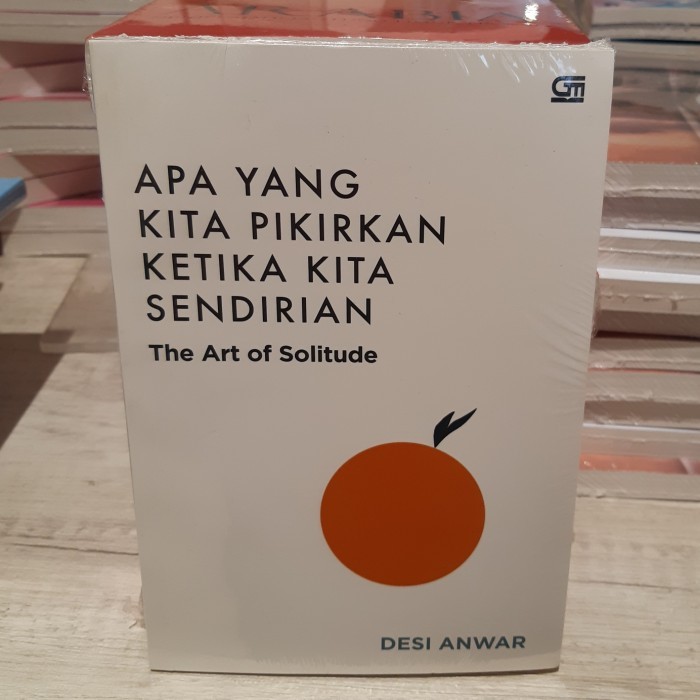 APA YANG
KITA PIKIRKAN
KETIKA KITA
SENDIRIAN
The Art of Solitude
DESI ANWAR